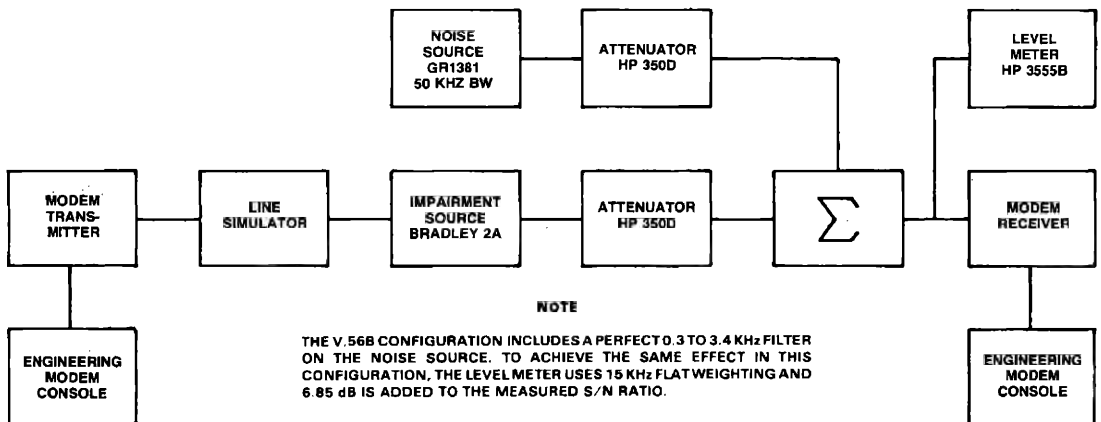 NOISE
SOURCE
GR1381
50 KHZ BW
ATTENUATOR
HP 350D
LEVEL
METER
HP 3555B
MODEM
TRANS-
MITTER
LINE
SIMULATOR
IMPAIRMENT
SOURCE
BRADLEY 2A
ATTENUATOR
HP 350D
Σ
MODEM
RECEIVER
ENGINEERING
MODEM
CONSOLE
NOTE
THE V.56B CONFIGURATION INCLUDES A PERFECT 0.3 TO 3.4 KHz FILTER
ON THE NOISE SOURCE. TO ACHIEVE THE SAME EFFECT IN THIS
CONFIGURATION, THE LEVEL METER USES 15 KHz FLAT WEIGHTING AND
6.85 dB IS ADDED TO THE MEASURED S/N RATIO.
ENGINEERING
MODEM
CONSOLE